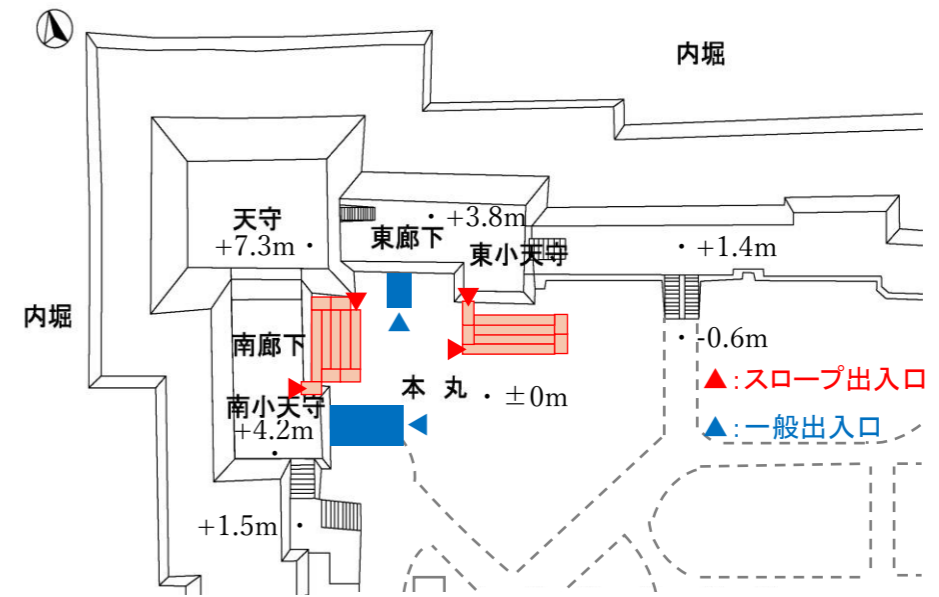 内堀
天守
+7.3m
+3.8m
東廊下
東小天守
+1.4m
内堀
南廊下
-0.6m
本 丸
±0m
南小天守
+4.2m
▲:スロープ出入口
▲:一般出入口
+1.5m